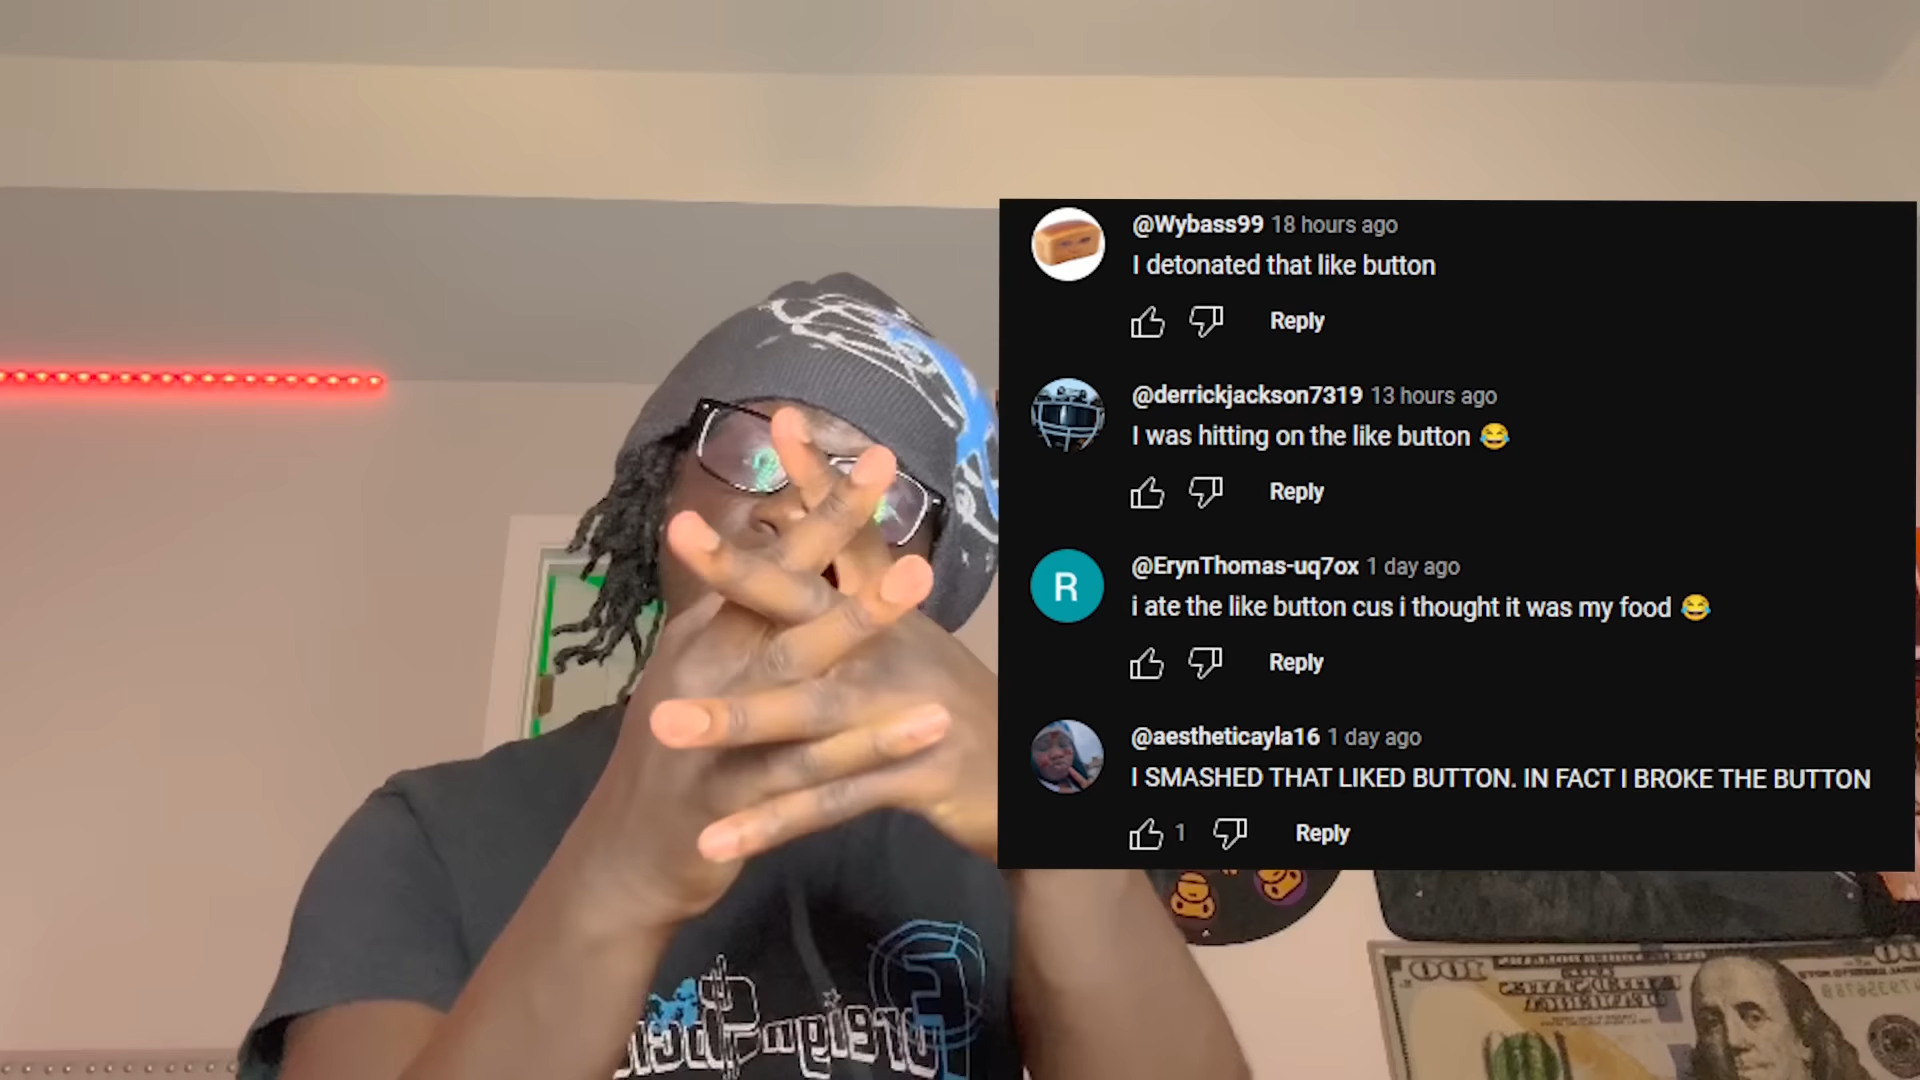 @Wybass99 18 hours ago
I detonated that like button
Reply
@derrickjackson7319 13 hours ago
I was hitting on the like button 😂
Reply
@ErynThomas-uq7ox 1 day ago
R
i ate the like button cus i thought it was my food 😂
Reply
@aestheticayla16 1 day ago
I SMASHED THAT LIKED BUTTON. IN FACT I BROKE THE BUTTON
1
Reply
100